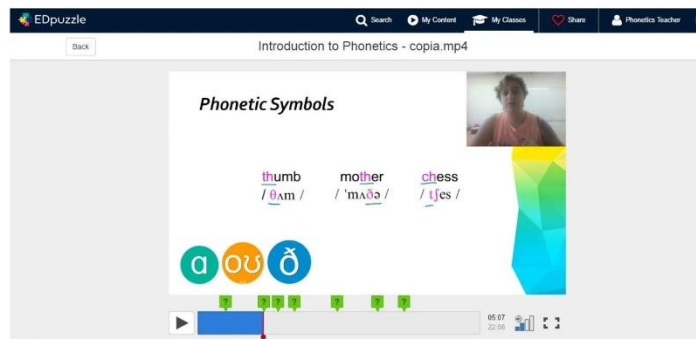 EDpuzzle Search My Content My Classes Share Phonetics Teacher
Back Introduction to Phonetics - copia.mp4
Phonetic Symbols
thumb mother chess
/ θʌm / / ˈmʌðə / / tʃes /
ɑ oʊ ð
? ? ? ? ? ? ?
05:07
22:06